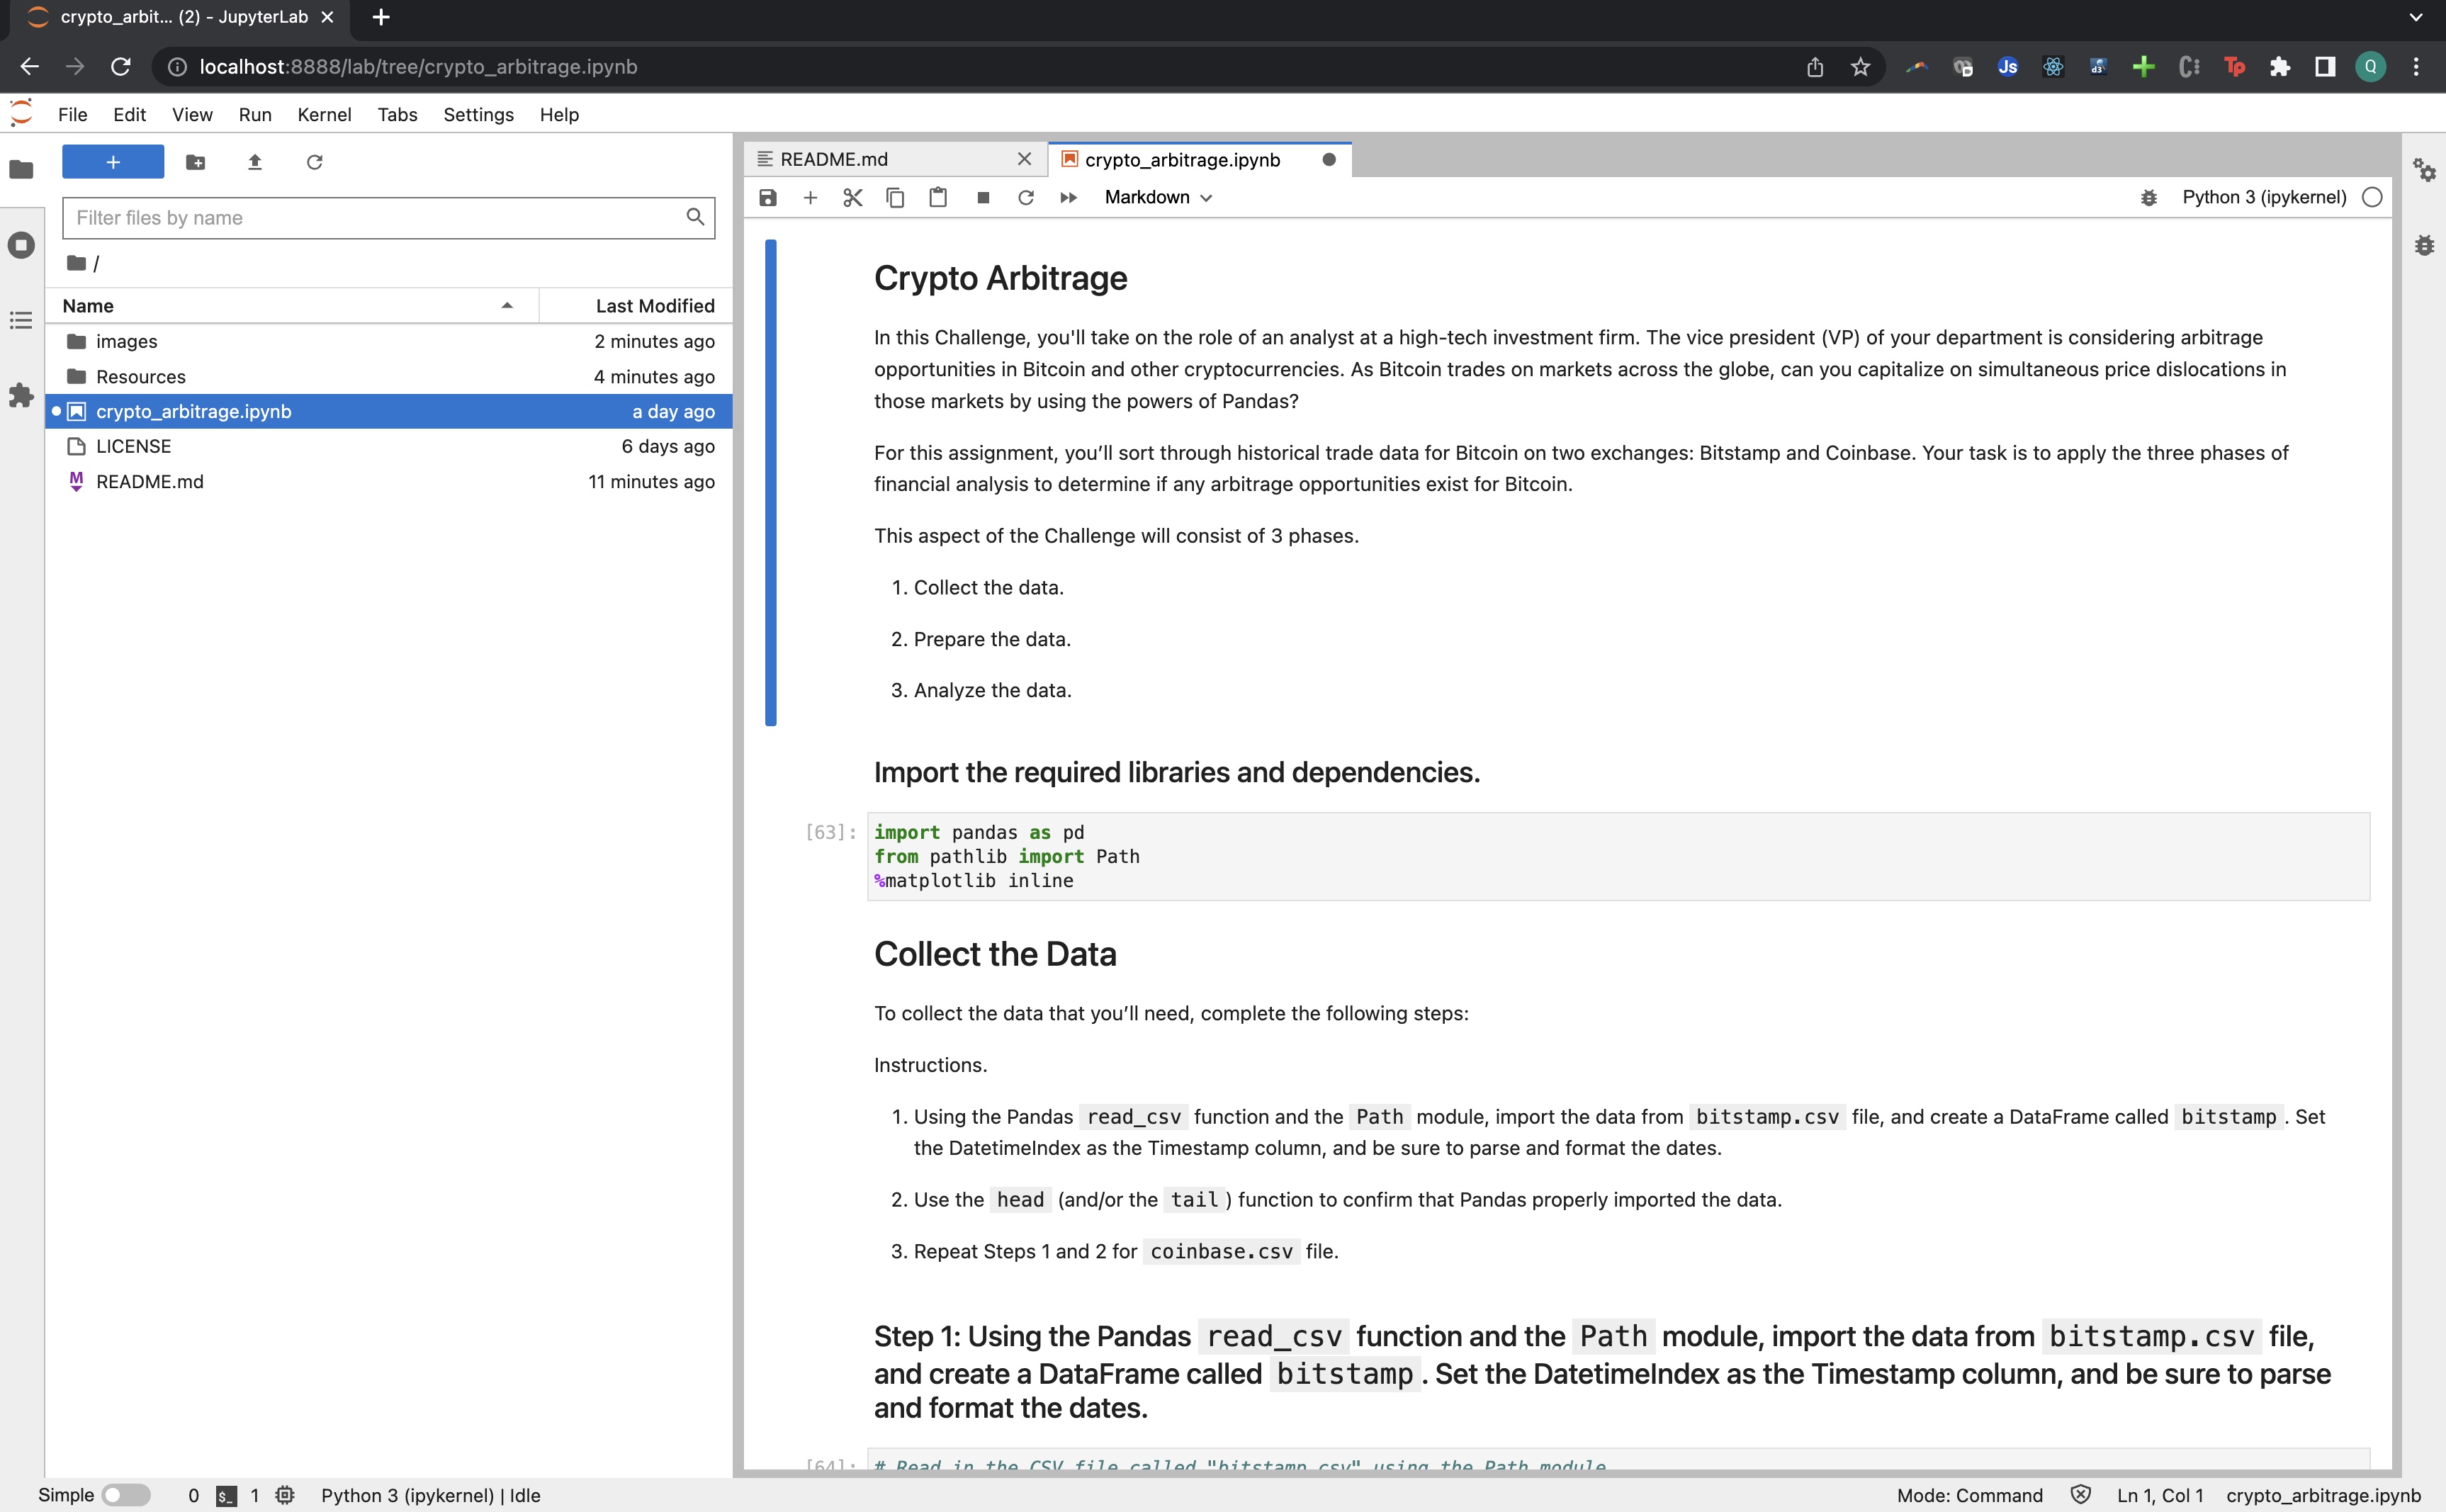 crypto_arbit... (2) - JupyterLab
localhost:8888/lab/tree/crypto_arbitrage.ipynb
Js
d3
Tp
Q
File Edit View Run Kernel Tabs Settings Help
Filter files by name
/
Name Last Modified
images 2 minutes ago
Resources 4 minutes ago
crypto_arbitrage.ipynb a day ago
LICENSE 6 days ago
README.md 11 minutes ago
README.md
crypto_arbitrage.ipynb
Markdown
Python 3 (ipykernel)
Crypto Arbitrage
In this Challenge, you'll take on the role of an analyst at a high-tech investment firm. The vice president (VP) of your department is considering arbitrage
opportunities in Bitcoin and other cryptocurrencies. As Bitcoin trades on markets across the globe, can you capitalize on simultaneous price dislocations in
those markets by using the powers of Pandas?
For this assignment, you’ll sort through historical trade data for Bitcoin on two exchanges: Bitstamp and Coinbase. Your task is to apply the three phases of
financial analysis to determine if any arbitrage opportunities exist for Bitcoin.
This aspect of the Challenge will consist of 3 phases.
1. Collect the data.
2. Prepare the data.
3. Analyze the data.
Import the required libraries and dependencies.
[63]:
import pandas as pd
from pathlib import Path
%matplotlib inline
Collect the Data
To collect the data that you’ll need, complete the following steps:
Instructions.
1. Using the Pandas read_csv function and the Path module, import the data from bitstamp.csv file, and create a DataFrame called bitstamp . Set
the DatetimeIndex as the Timestamp column, and be sure to parse and format the dates.
2. Use the head (and/or the tail ) function to confirm that Pandas properly imported the data.
3. Repeat Steps 1 and 2 for coinbase.csv file.
Step 1: Using the Pandas read_csv function and the Path module, import the data from bitstamp.csv file,
and create a DataFrame called bitstamp . Set the DatetimeIndex as the Timestamp column, and be sure to parse
and format the dates.
[64]:
# Read in the CSV file called "bitstamp.csv" using the Path module.
Simple 0 $_ 1 Python 3 (ipykernel) | Idle
Mode: Command Ln 1, Col 1 crypto_arbitrage.ipynb